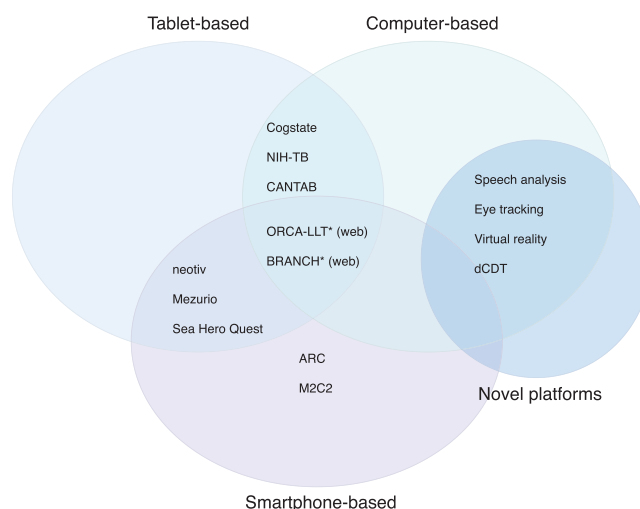 Tablet-based
Computer-based
Cogstate
NIH-TB
CANTAB
ORCA-LLT* (web)
BRANCH* (web)
Speech analysis
Eye tracking
Virtual reality
dCDT
neotiv
Mezurio
Sea Hero Quest
ARC
M2C2
Novel platforms
Smartphone-based